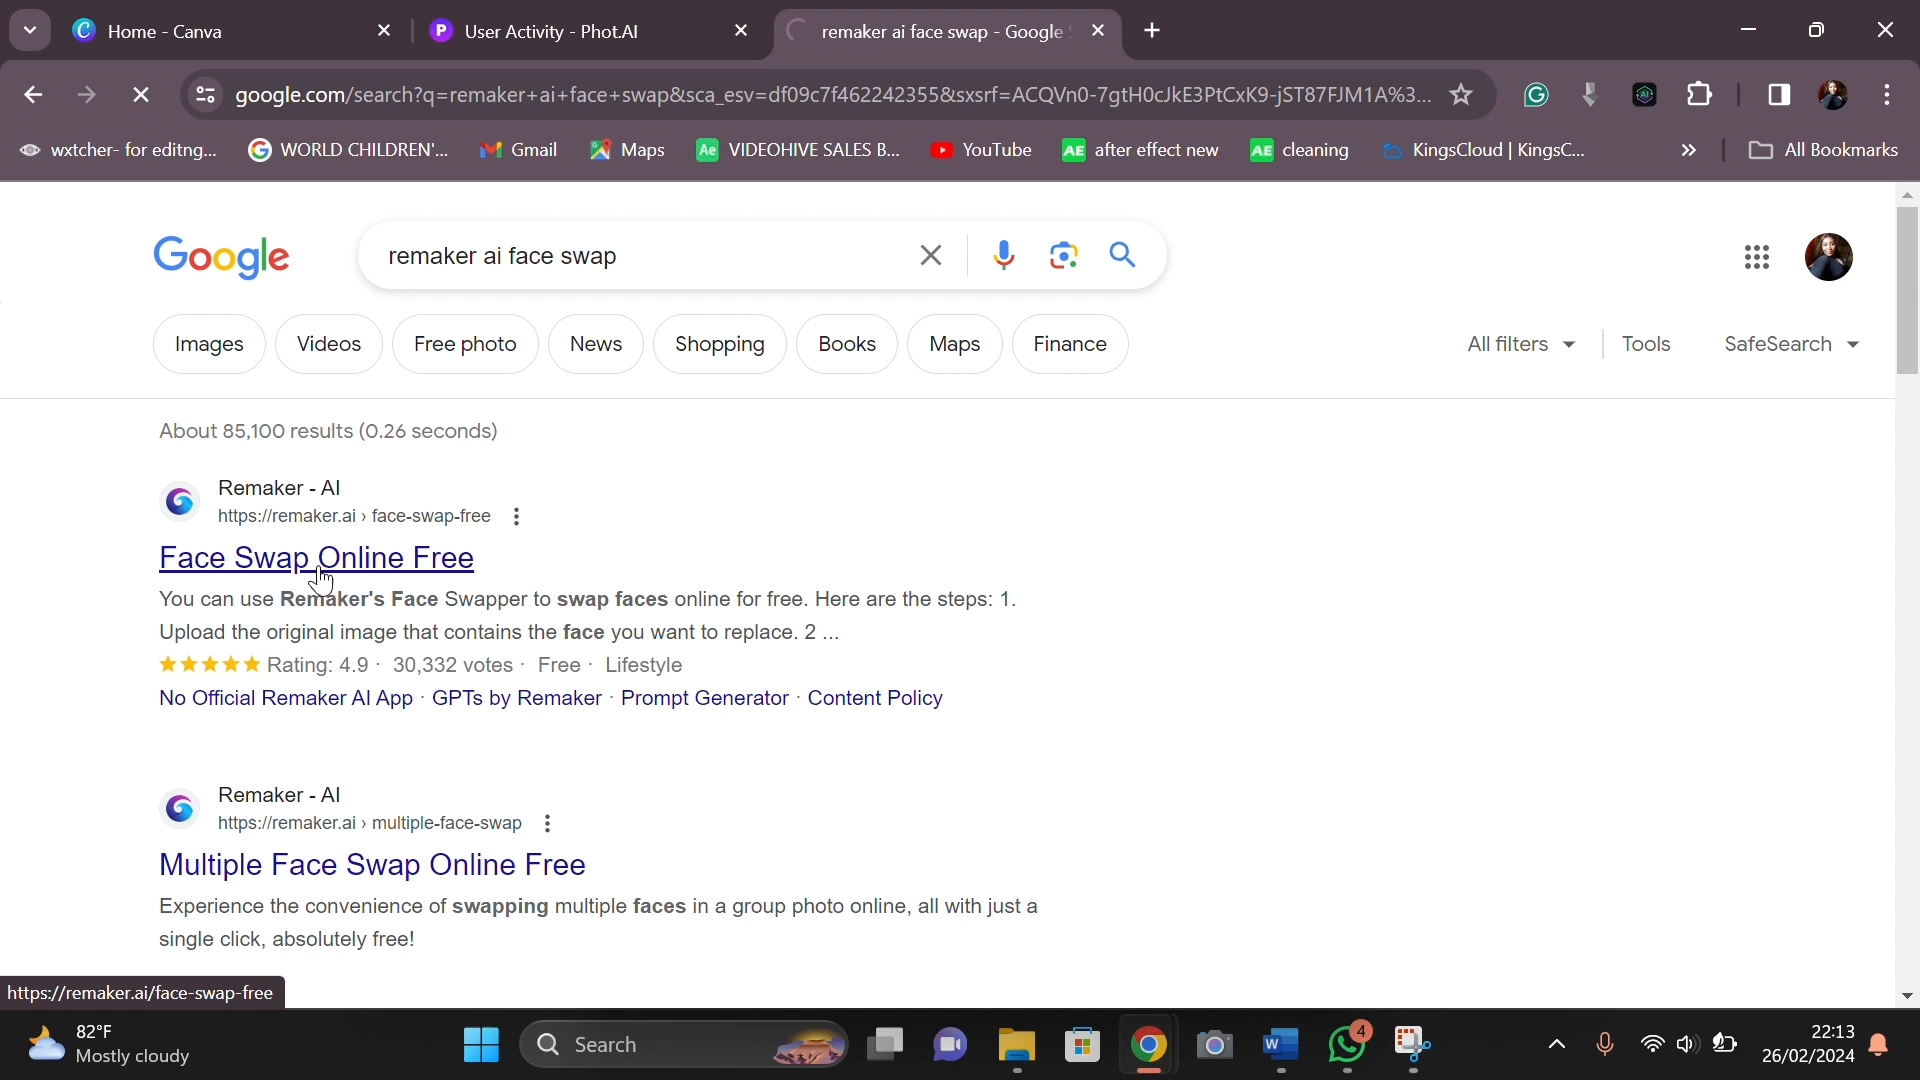 Home - Canva
User Activity - Phot.AI
remaker ai face swap - Google S
google.com/search?q=remaker+ai+face+swap&sca_esv=df09c7f462242355&sxsrf=ACQVn0-7gtH0cJkE3PtCxK9-jST87FJM1A%3...
wxtcher- for editng...
WORLD CHILDREN'...
Gmail
Maps
VIDEOHIVE SALES B...
YouTube
after effect new
cleaning
KingsCloud | KingsC...
»
All Bookmarks
Google
remaker ai face swap
Images
Videos
Free photo
News
Shopping
Books
Maps
Finance
All filters
Tools
SafeSearch
About 85,100 results (0.26 seconds)
Remaker - AI
https://remaker.ai › face-swap-free
Face Swap Online Free
You can use Remaker's Face Swapper to swap faces online for free. Here are the steps: 1.
Upload the original image that contains the face you want to replace. 2 ...
Rating: 4.9 · 30,332 votes · Free · Lifestyle
No Official Remaker AI App · GPTs by Remaker · Prompt Generator · Content Policy
Remaker - AI
https://remaker.ai › multiple-face-swap
Multiple Face Swap Online Free
Experience the convenience of swapping multiple faces in a group photo online, all with just a
single click, absolutely free!
https://remaker.ai/face-swap-free
82°F
Mostly cloudy
Search
4
22:13
26/02/2024